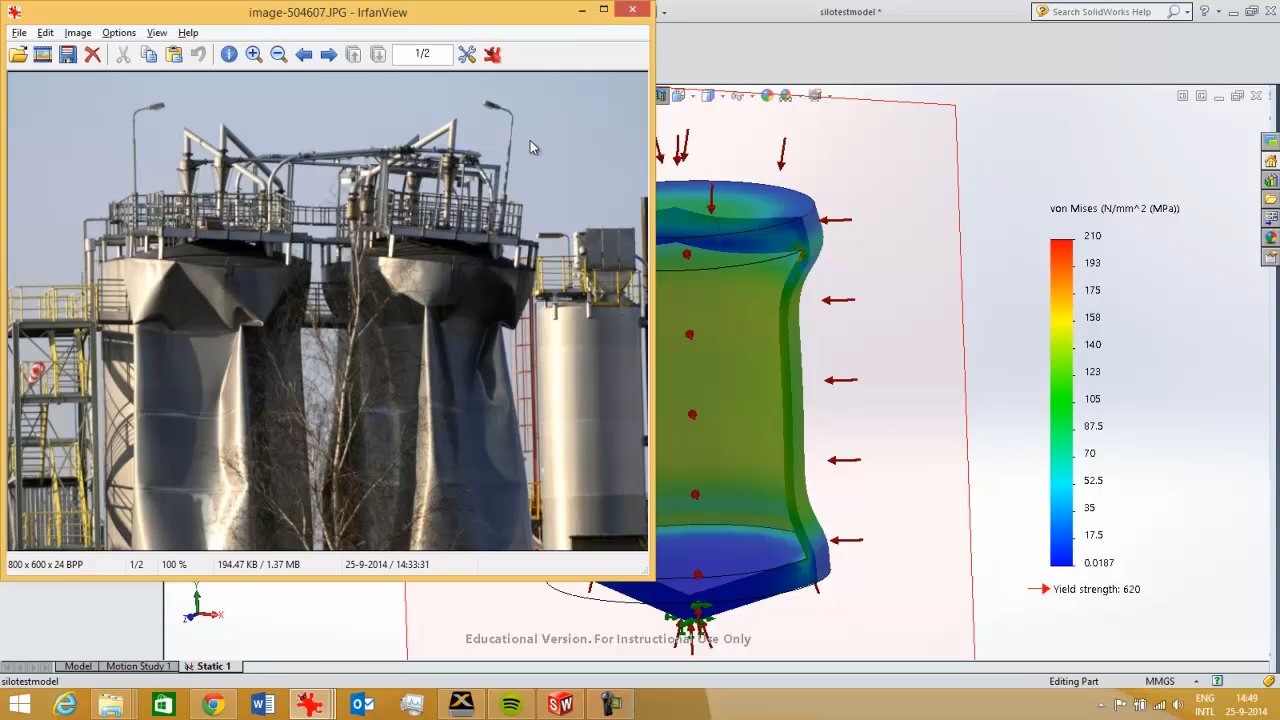 image-504607.JPG - IrfanView
silotestmodel *
Search SolidWorks Help
File Edit Image Options View Help
1/2
von Mises (N/mm^2 (MPa))
210
193
175
158
140
123
105
87.5
70
52.5
35
17.5
0.0187
Yield strength: 620
800 x 600 x 24 BPP 1/2 100 % 194.47 KB / 1.37 MB 25-9-2014 / 14:33:31
Y
X
Z
Educational Version. For Instructional Use Only
Model Motion Study 1 Static 1
silotestmodel Editing Part MMGS
ENG 14:49
INTL 25-9-2014